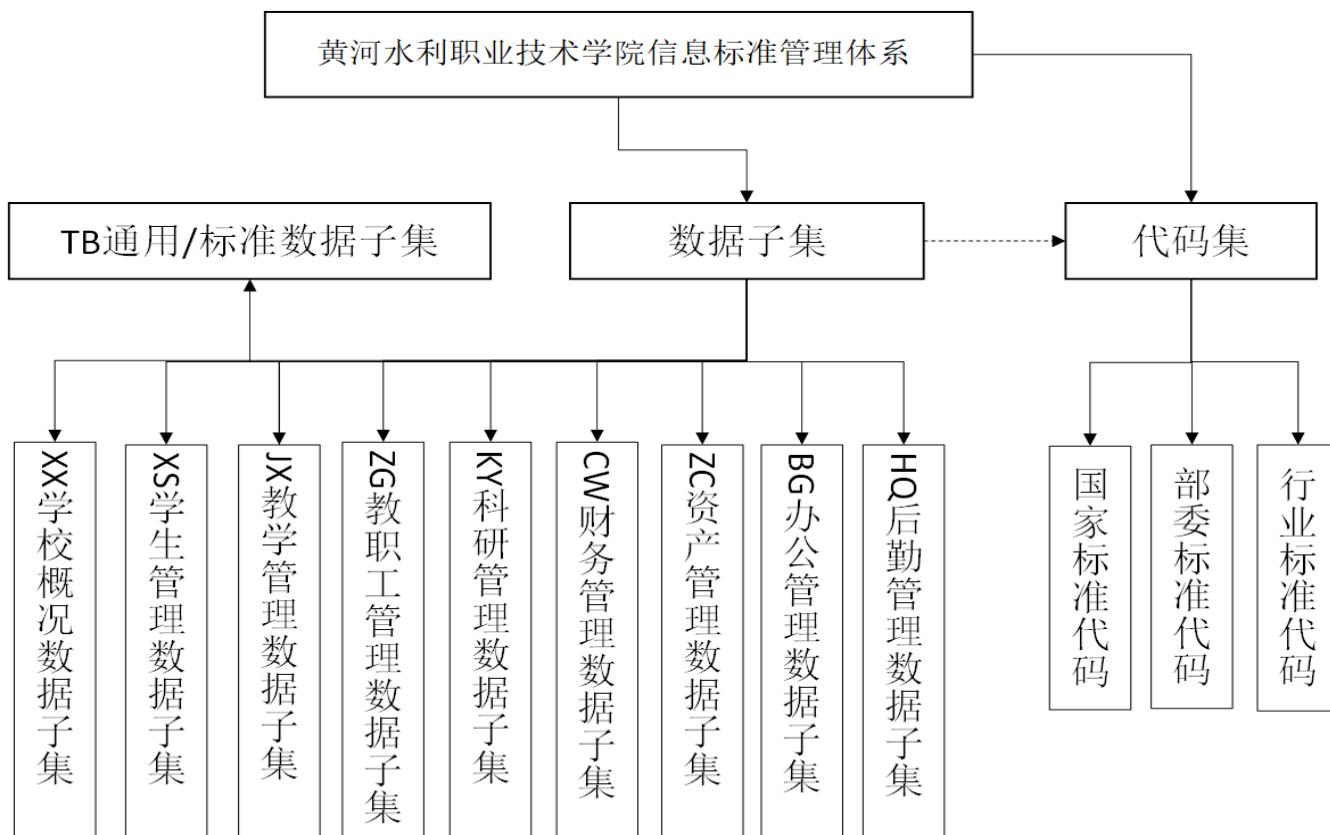 黄河水利职业技术学院信息标准管理体系
TB通用/标准数据子集
数据子集
代码集
XX学校概况数据子集
XS学生管理数据子集
JX教学管理数据子集
ZG教职工管理数据子集
KY科研管理数据子集
CW财务管理数据子集
ZC资产管理数据子集
BG办公管理数据子集
HQ后勤管理数据子集
国家标准代码
部委标准代码
行业标准代码